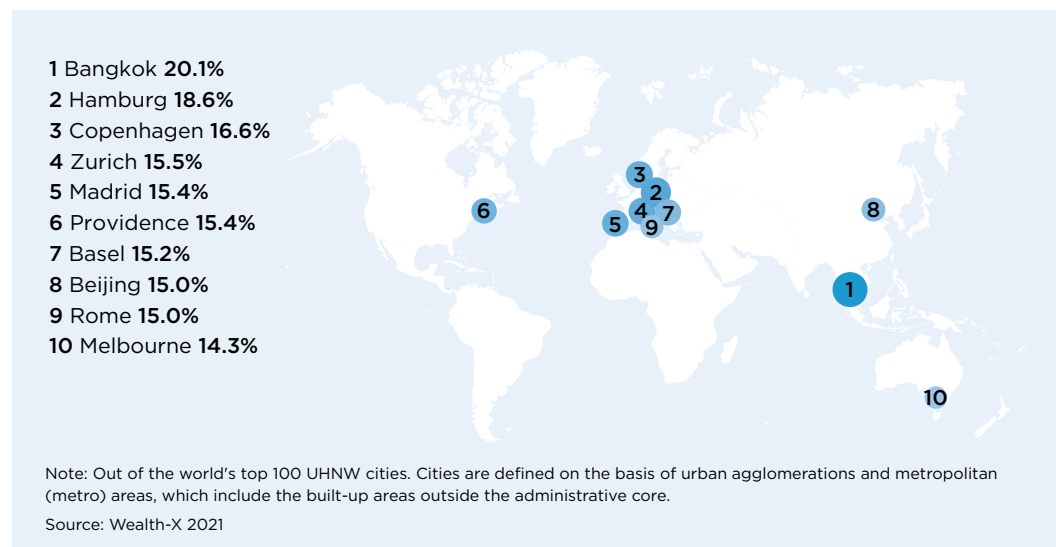 1 Bangkok 20.1%
2 Hamburg 18.6%
3 Copenhagen 16.6%
4 Zurich 15.5%
5 Madrid 15.4%
6 Providence 15.4%
7 Basel 15.2%
8 Beijing 15.0%
9 Rome 15.0%
10 Melbourne 14.3%
3
2
6
4
7
8
5
9
1
10
Note: Out of the world's top 100 UHNW cities. Cities are defined on the basis of urban agglomerations and metropolitan
(metro) areas, which include the built-up areas outside the administrative core.
Source: Wealth-X 2021